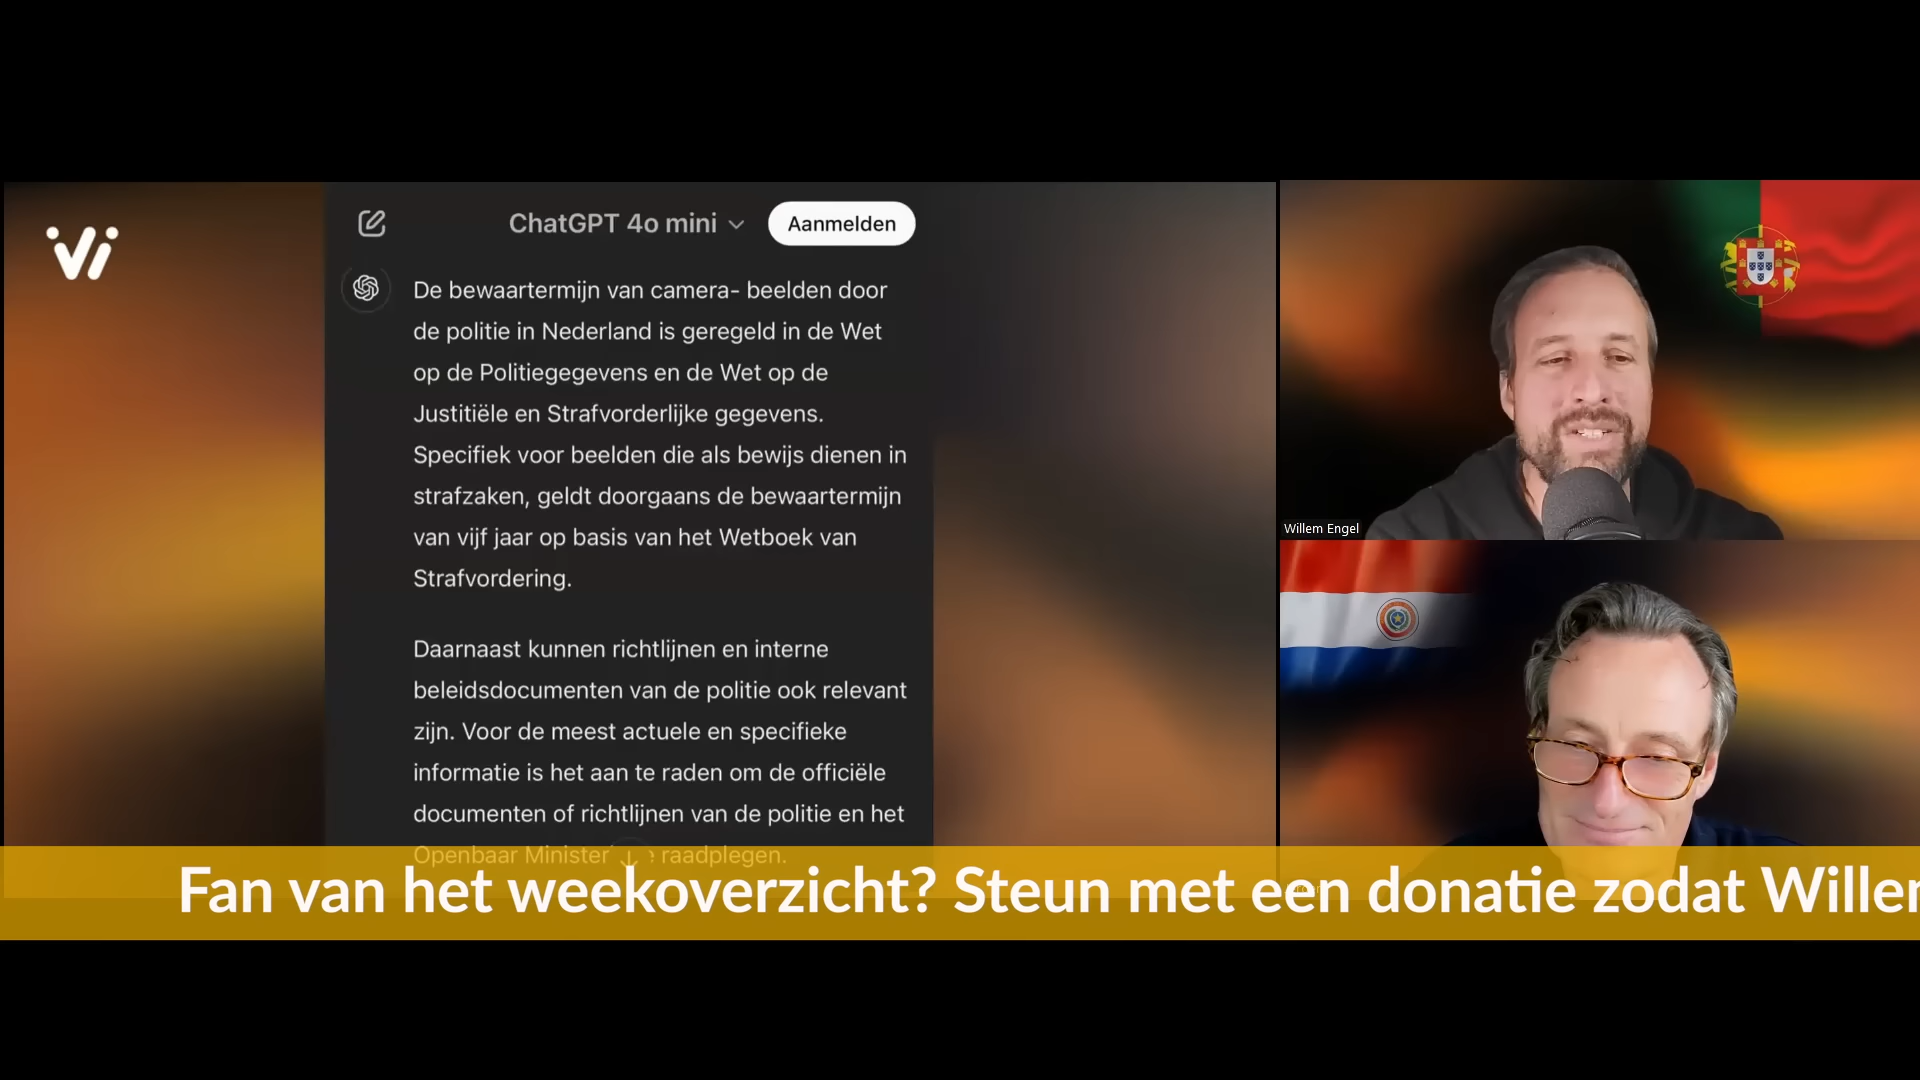 ChatGPT 4o mini
Aanmelden
De bewaartermijn van camera- beelden door
de politie in Nederland is geregeld in de Wet
op de Politiegegevens en de Wet op de
Justitiële en Strafvorderlijke gegevens.
Specifiek voor beelden die als bewijs dienen in
strafzaken, geldt doorgaans de bewaartermijn
van vijf jaar op basis van het Wetboek van
Strafvordering.
Daarnaast kunnen richtlijnen en interne
beleidsdocumenten van de politie ook relevant
zijn. Voor de meest actuele en specifieke
informatie is het aan te raden om de officiële
documenten of richtlijnen van de politie en het
Openbaar raadplegen.
Willem Engel
Fan van het weekoverzicht? Steun met een donatie zodat